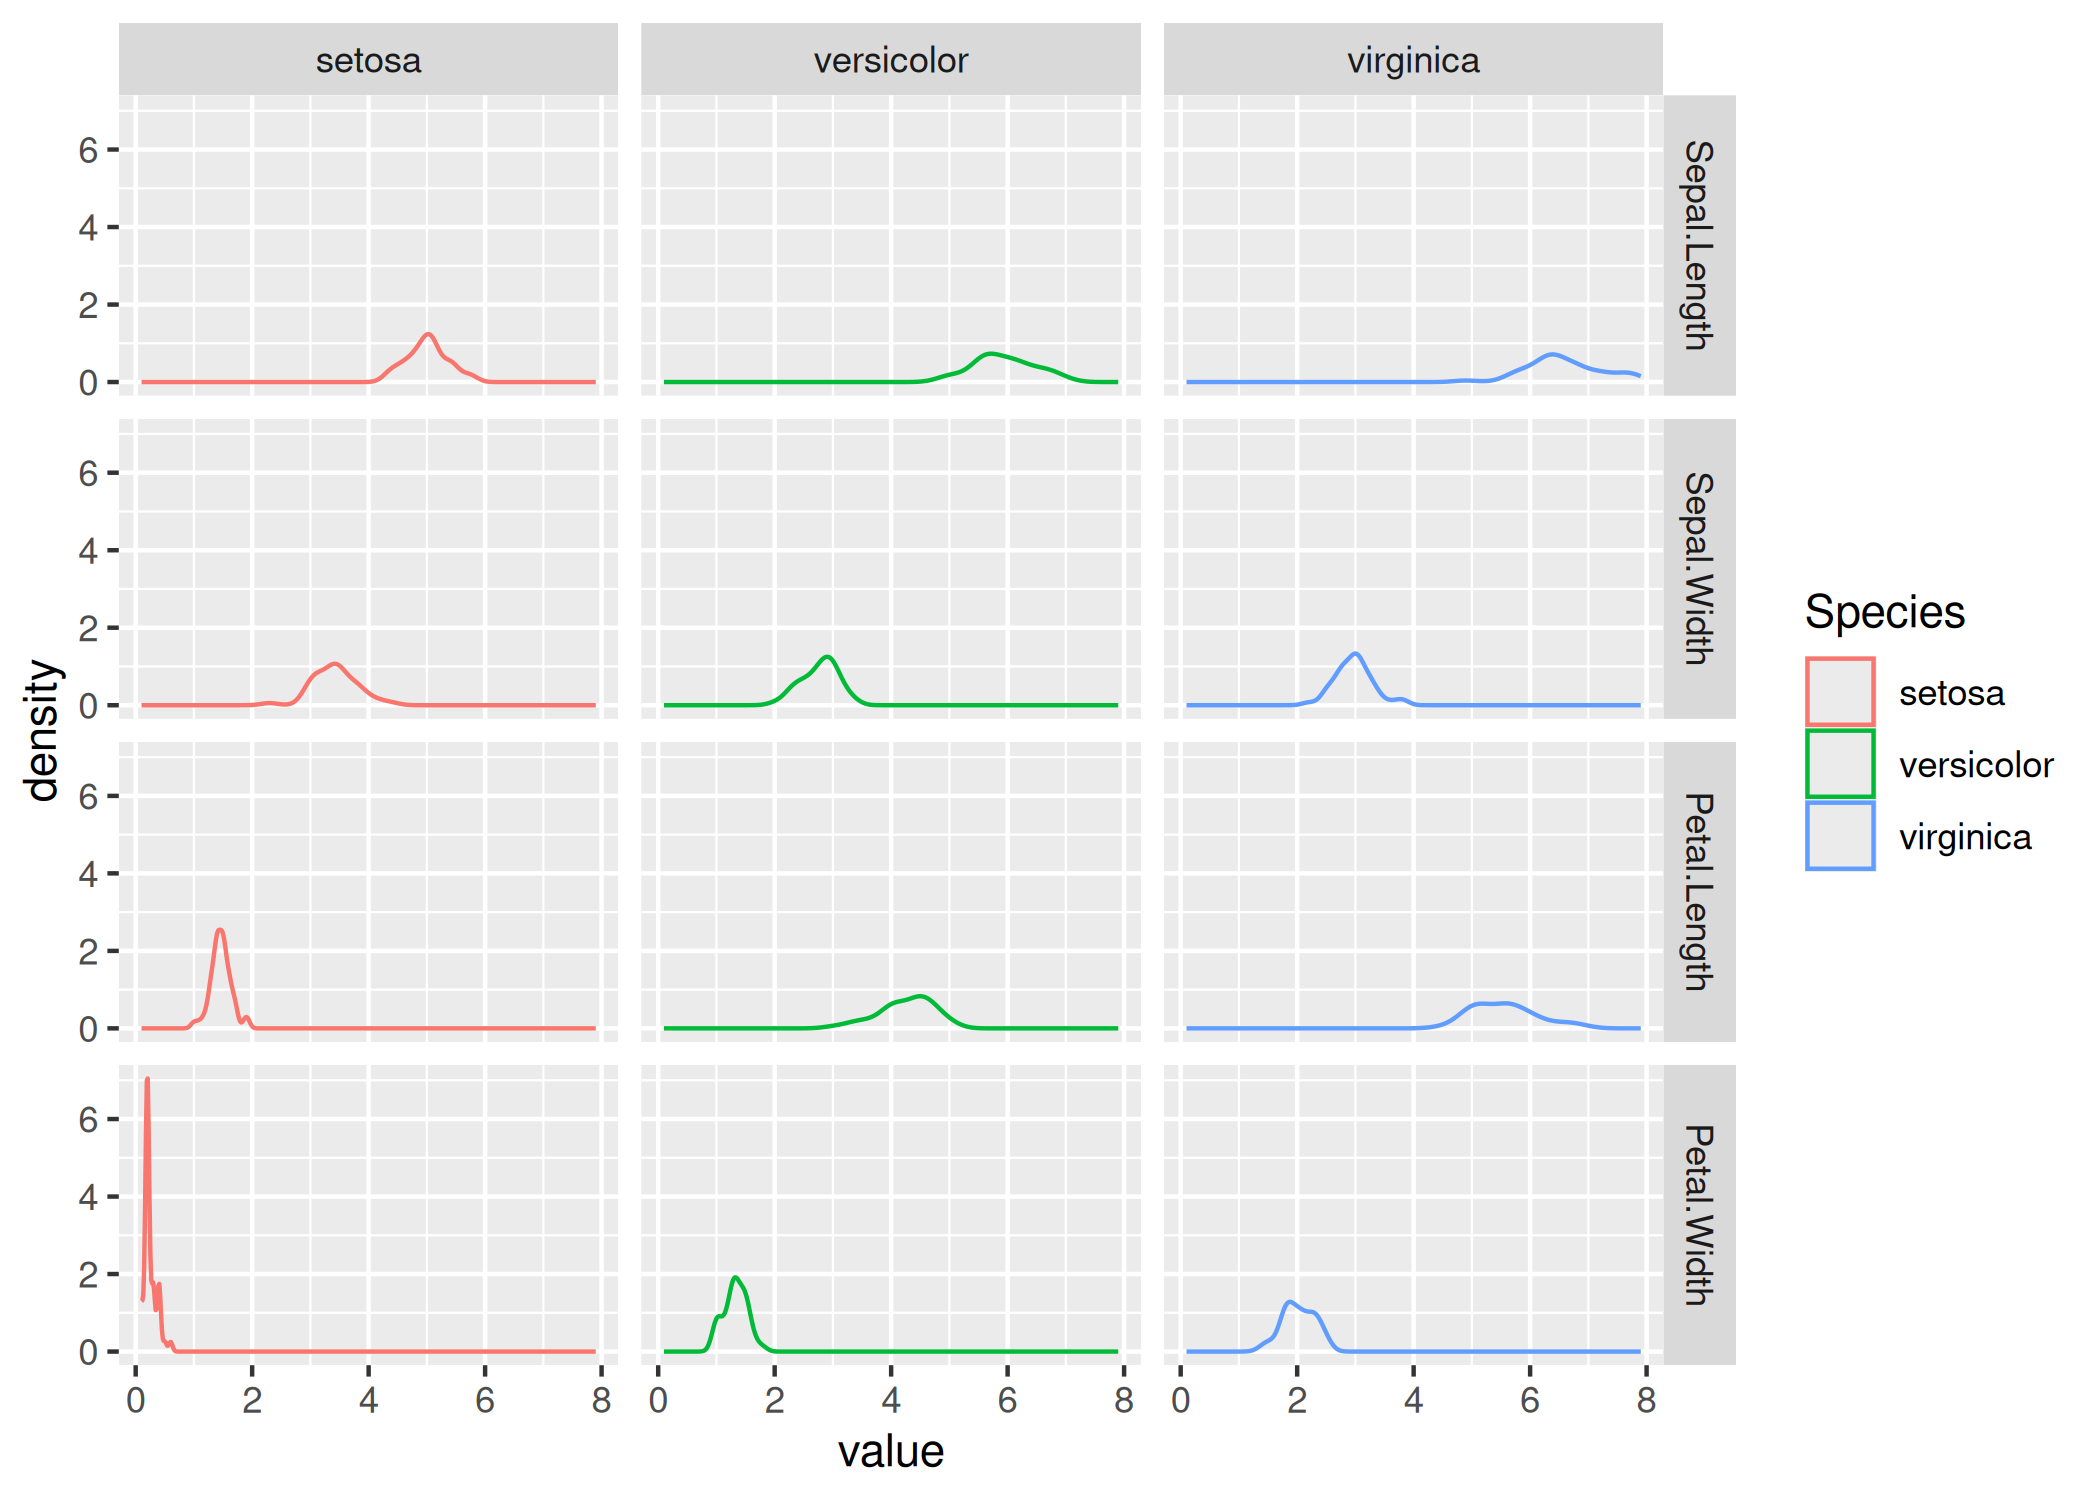 setosa versicolor virginica
6
4
2
0
Sepal.Length
6
4
2
0
Sepal.Width
6
4
2
0
Petal.Length
6
4
2
0
Petal.Width
0 2 4 6 8 0 2 4 6 8 0 2 4 6 8
value
density
Species
setosa
versicolor
virginica